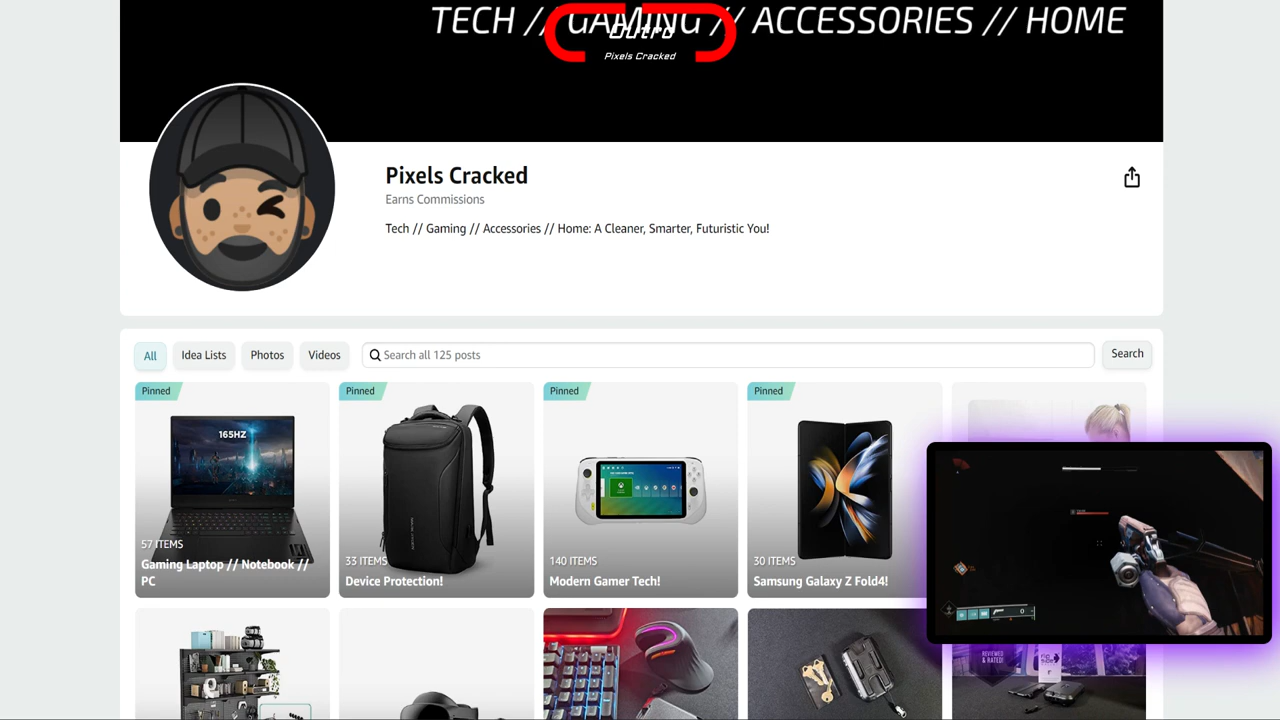 TECH // GAMING // ACCESSORIES // HOME
Outro
Pixels Cracked
Pixels Cracked
Earns Commissions
Tech // Gaming // Accessories // Home: A Cleaner, Smarter, Futuristic You!
All
Idea Lists
Photos
Videos
Search all 125 posts
Search
Pinned
Pinned
Pinned
Pinned
165HZ
57 ITEMS
Gaming Laptop // Notebook //
PC
33 ITEMS
Device Protection!
140 ITEMS
Modern Gamer Tech!
30 ITEMS
Samsung Galaxy Z Fold4!
0
REVIEWED
& RATED!